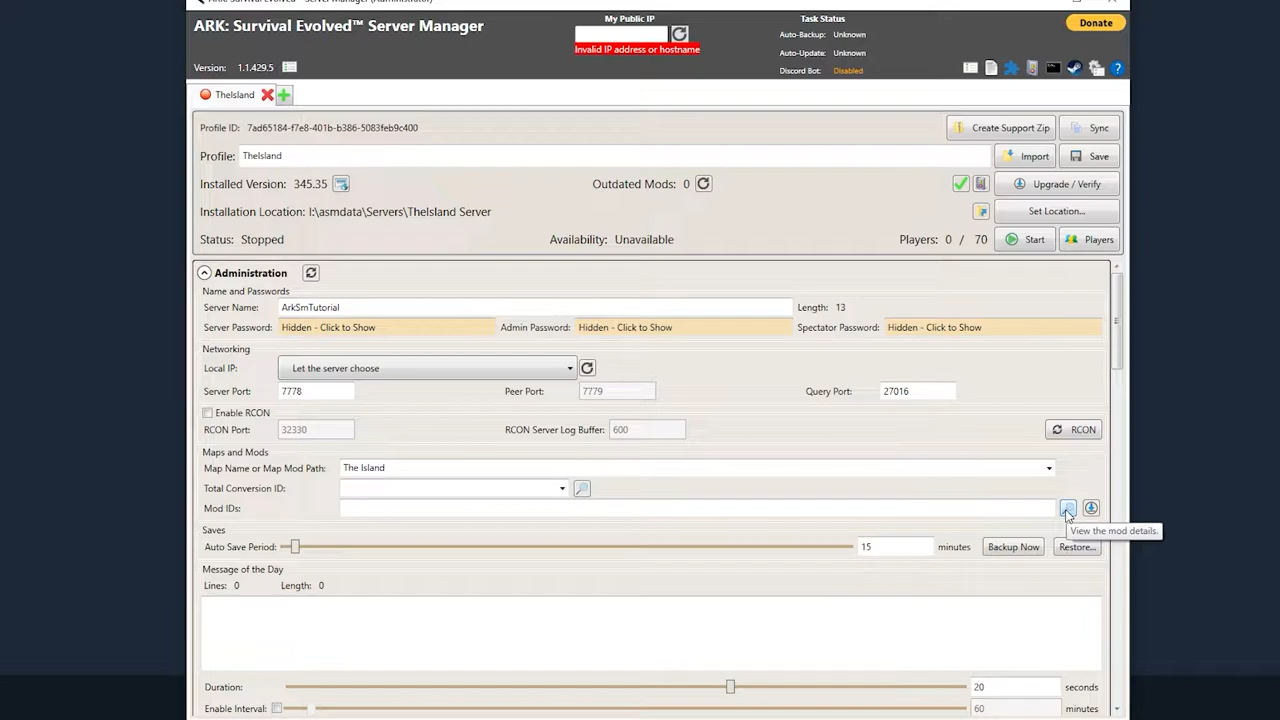 ARK: Survival Evolved™ Server Manager
My Public IP
Task Status
Donate
Auto-Backup: Unknown
Invalid IP address or hostname
Auto-Update: Unknown
Version: 1.1.429.5
Discord Bot: Disabled
TheIsland
Profile ID: 7ad65184-f7e8-401b-b386-5083feb9c400
Create Support Zip
Sync
Profile: TheIsland
Import
Save
Installed Version: 345.35
Outdated Mods: 0
Upgrade / Verify
Installation Location: I:\asmdata\Servers\TheIsland Server
Set Location...
Status: Stopped
Availability: Unavailable
Players: 0 / 70
Start
Players
Administration
Name and Passwords
Server Name: ArkSmTutorial
Length: 13
Server Password: Hidden - Click to Show
Admin Password: Hidden - Click to Show
Spectator Password: Hidden - Click to Show
Networking
Local IP: Let the server choose
Server Port: 7778
Peer Port: 7779
Query Port: 27016
Enable RCON
RCON Port: 32330
RCON Server Log Buffer: 600
RCON
Maps and Mods
Map Name or Map Mod Path: The Island
Total Conversion ID:
Mod IDs:
View the mod details.
Saves
Auto Save Period: 15 minutes
Backup Now
Restore...
Message of the Day
Lines: 0 Length: 0
Duration: 20 seconds
Enable Interval: 60 minutes